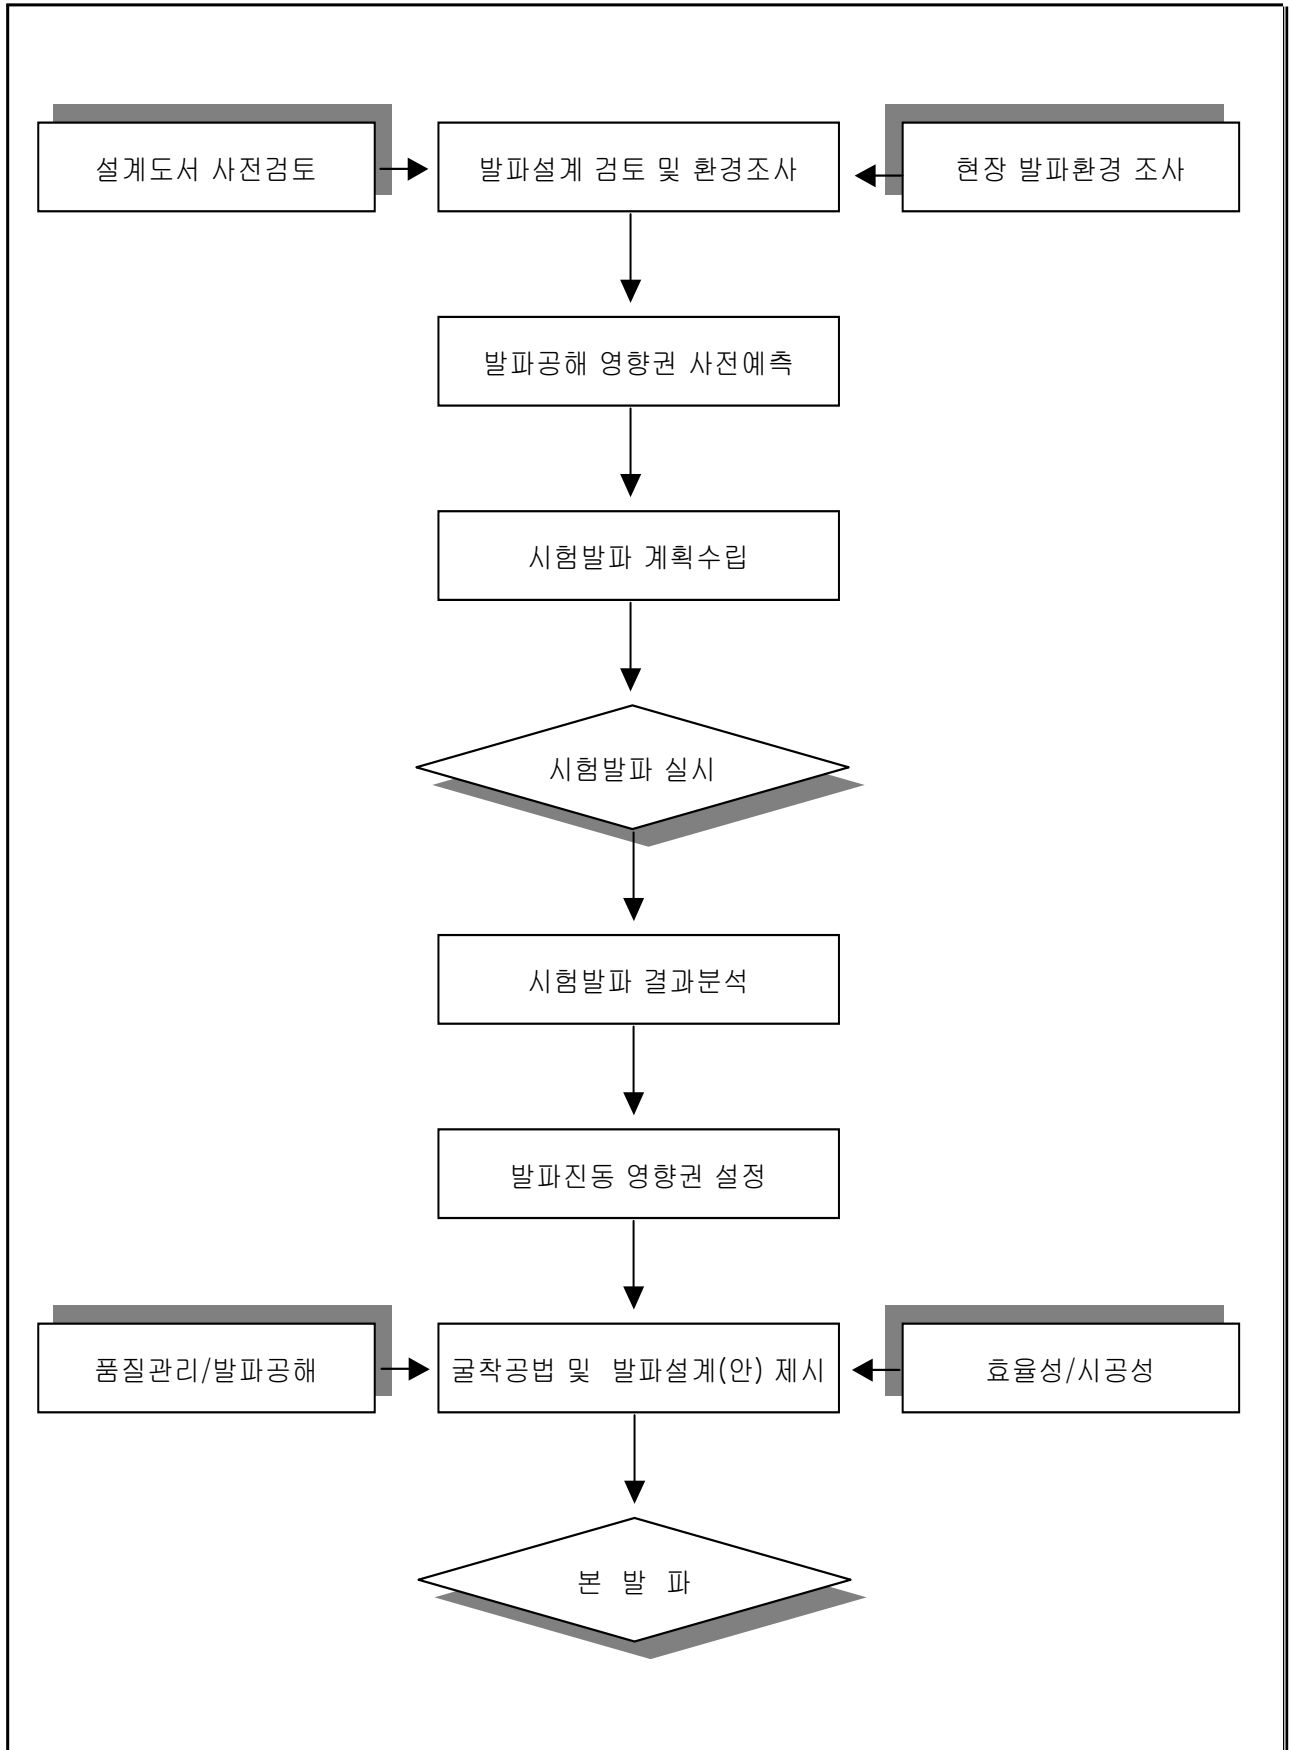 설계도서 사전검토
발파설계 검토 및 환경조사
현장 발파환경 조사
발파공해 영향권 사전예측
시험발파 계획수립
시험발파 실시
시험발파 결과분석
발파진동 영향권 설정
품질관리/발파공해
굴착공법 및 발파설계(안) 제시
효율성/시공성
본 발 파